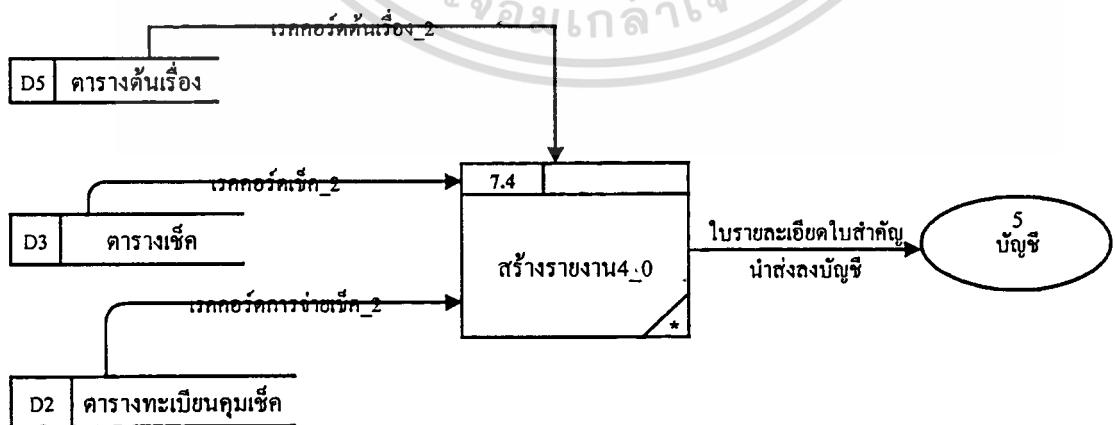 เรคคอร์ดต้นเรื่อง_2
D5 ตารางต้นเรื่อง
เรคคอร์ดเช็ค_2
7.4
D3 ตารางเช็ค
สร้างรายงาน4_0
*
ใบรายละเอียดใบสำคัญ
นำส่งลงบัญชี
5
บัญชี
เรคคอร์ดการจ่ายเช็ค_2
D2 ตารางทะเบียนคุมเช็ค